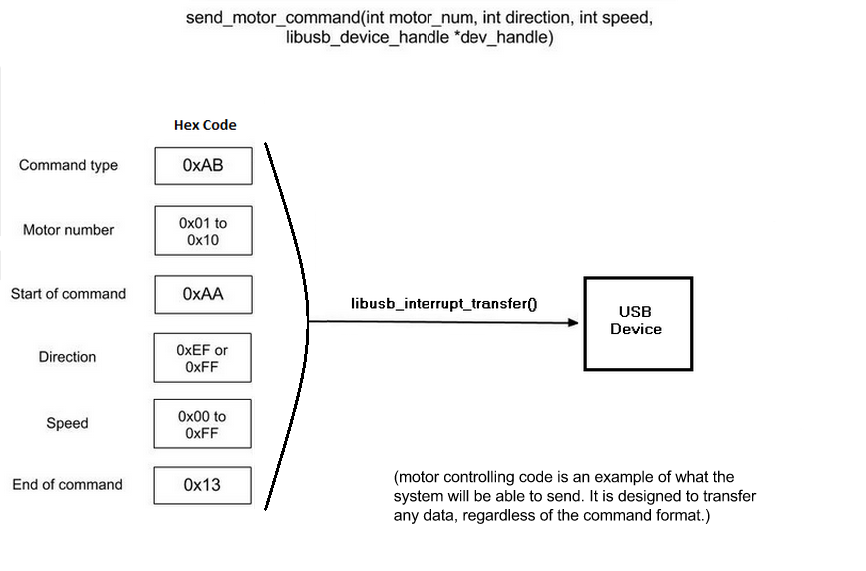 send_motor_command(int motor_num, int direction, int speed,
libusb_device_handle *dev_handle)
Hex Code
Command type
0xAB
Motor number
0x01 to
0x10
Start of command
0xAA
Direction
0xEF or
0xFF
Speed
0x00 to
0xFF
End of command
0x13
libusb_interrupt_transfer()
USB
Device
(motor controlling code is an example of what the
system will be able to send. It is designed to transfer
any data, regardless of the command format.)